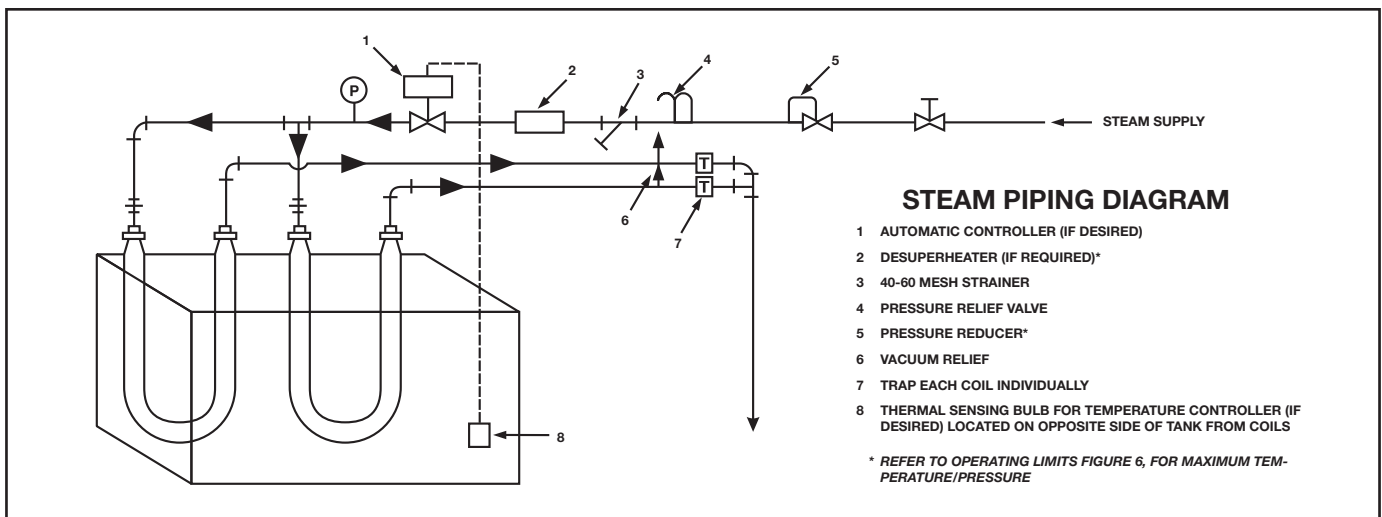 1
2
3
4
5
P
STEAM SUPPLY
T
T
6
7
8
STEAM PIPING DIAGRAM
1 AUTOMATIC CONTROLLER (IF DESIRED)
2 DESUPERHEATER (IF REQUIRED)*
3 40-60 MESH STRAINER
4 PRESSURE RELIEF VALVE
5 PRESSURE REDUCER*
6 VACUUM RELIEF
7 TRAP EACH COIL INDIVIDUALLY
8 THERMAL SENSING BULB FOR TEMPERATURE CONTROLLER (IF
DESIRED) LOCATED ON OPPOSITE SIDE OF TANK FROM COILS
* REFER TO OPERATING LIMITS FIGURE 6, FOR MAXIMUM TEM-
PERATURE/PRESSURE